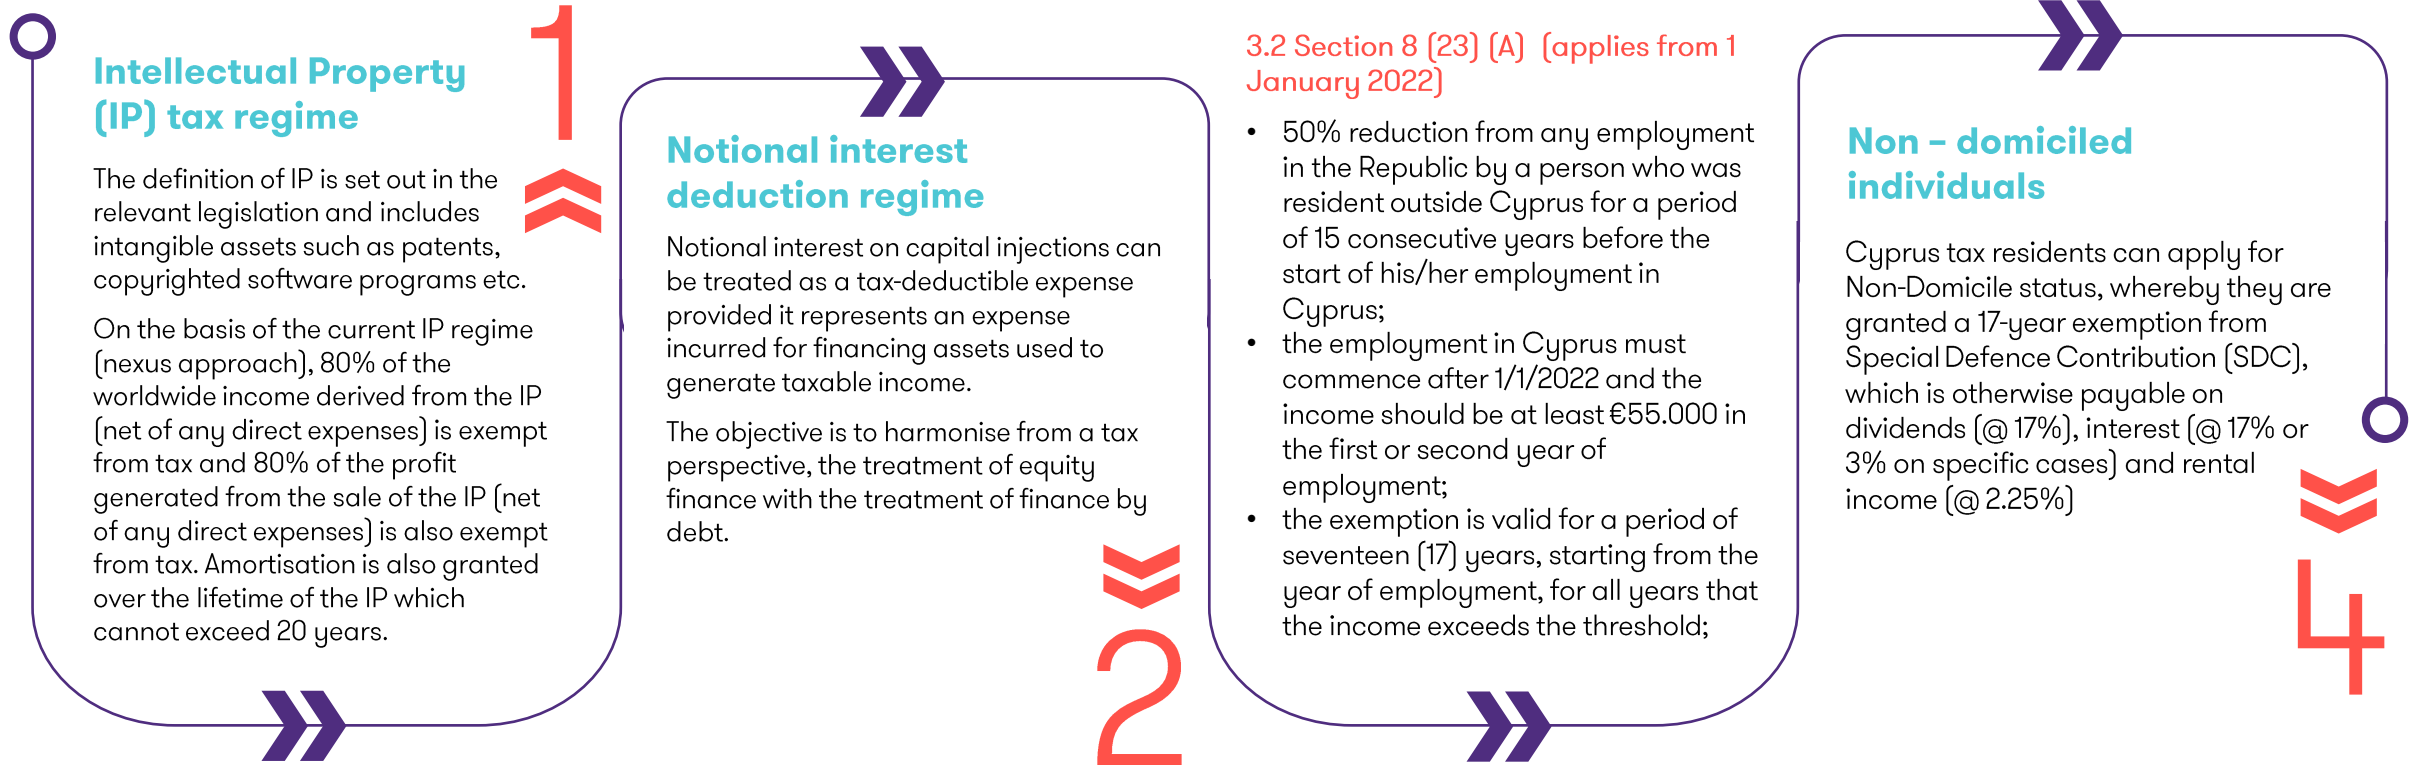 1
Intellectual Property
(IP) tax regime
The definition of IP is set out in the
relevant legislation and includes
intangible assets such as patents,
copyrighted software programs etc.
On the basis of the current IP regime
(nexus approach), 80% of the
worldwide income derived from the IP
(net of any direct expenses) is exempt
from tax and 80% of the profit
generated from the sale of the IP (net
of any direct expenses) is also exempt
from tax. Amortisation is also granted
over the lifetime of the IP which
cannot exceed 20 years.
Notional interest
deduction regime
Notional interest on capital injections can
be treated as a tax-deductible expense
provided it represents an expense
incurred for financing assets used to
generate taxable income.
The objective is to harmonise from a tax
perspective, the treatment of equity
finance with the treatment of finance by
debt.
2
3.2 Section 8 (23) (A)  (applies from 1
January 2022)
• 50% reduction from any employment
in the Republic by a person who was
resident outside Cyprus for a period
of 15 consecutive years before the
start of his/her employment in
Cyprus;
• the employment in Cyprus must
commence after 1/1/2022 and the
income should be at least €55.000 in
the first or second year of
employment;
• the exemption is valid for a period of
seventeen (17) years, starting from the
year of employment, for all years that
the income exceeds the threshold;
Non – domiciled
individuals
Cyprus tax residents can apply for
Non-Domicile status, whereby they are
granted a 17-year exemption from
Special Defence Contribution (SDC),
which is otherwise payable on
dividends (@ 17%), interest (@ 17% or
3% on specific cases) and rental
income (@ 2.25%)
4